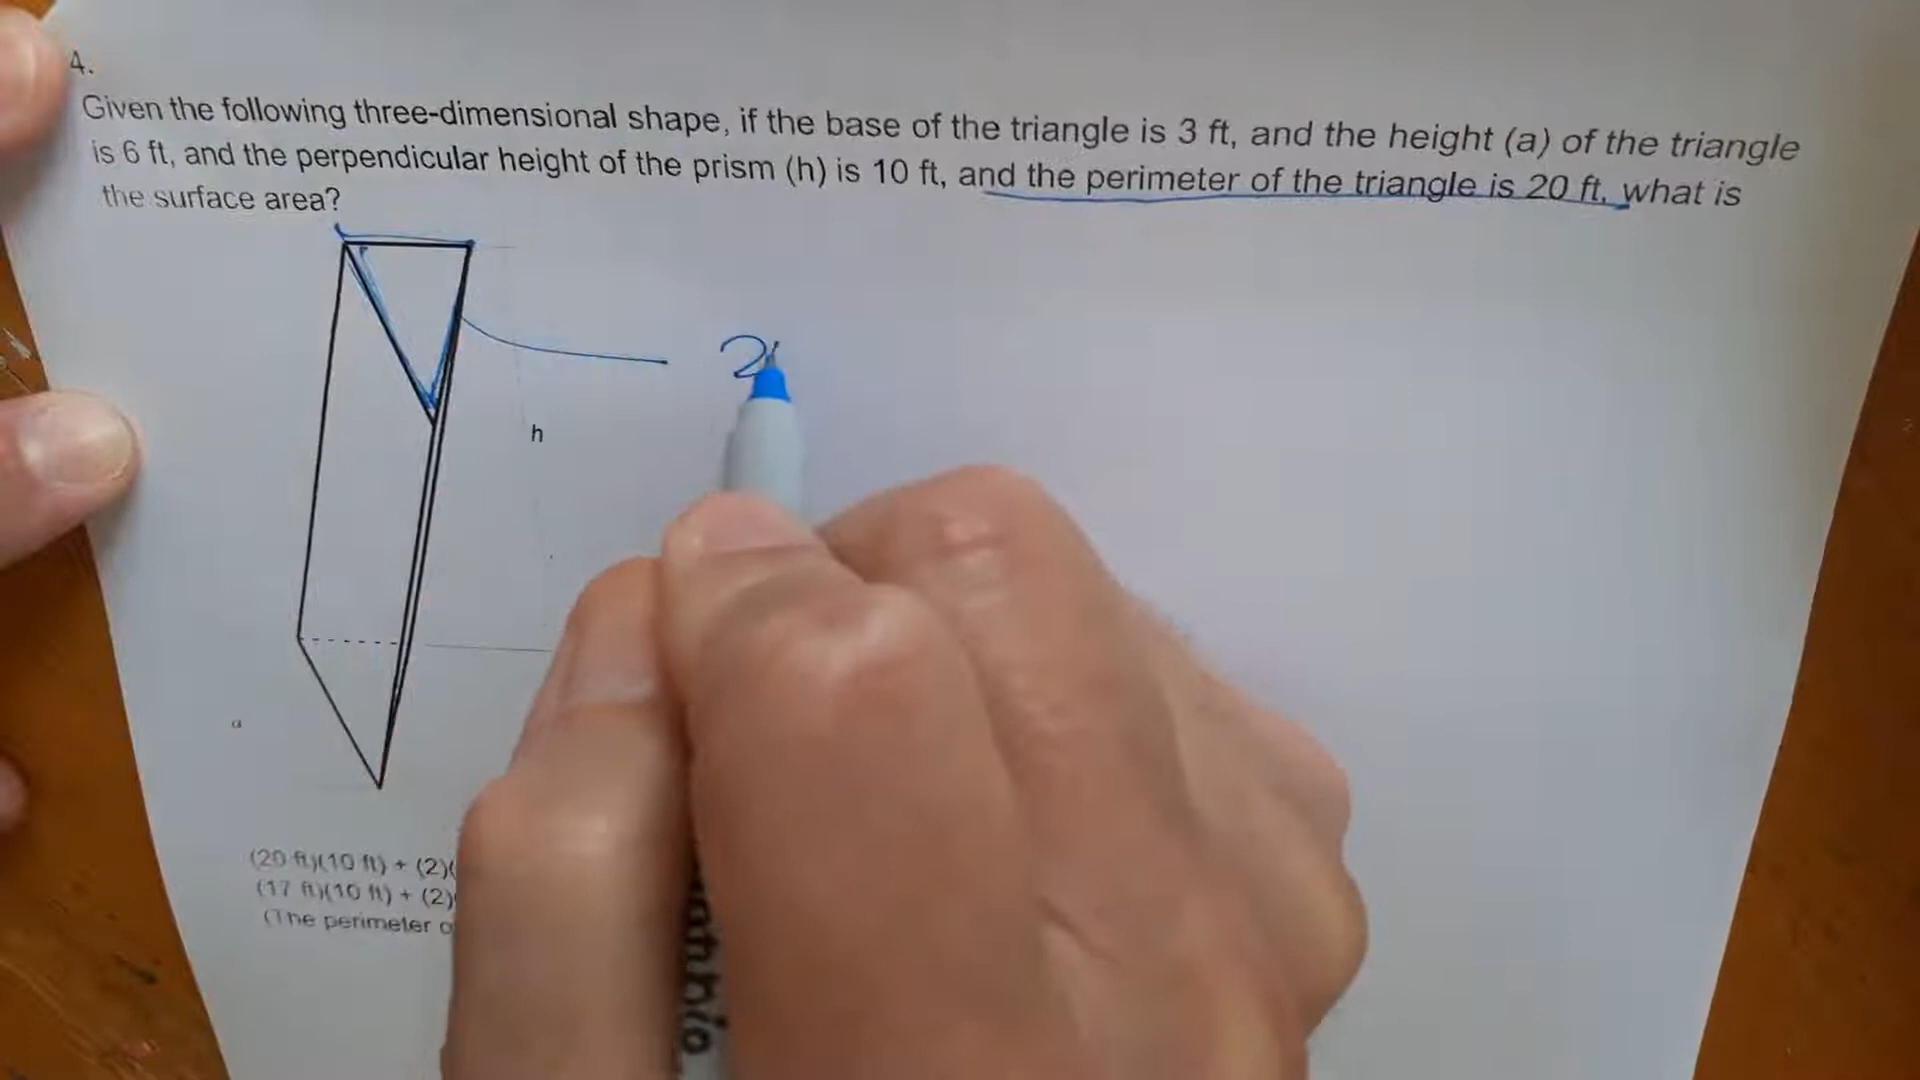 4.
Given the following three-dimensional shape, if the base of the triangle is 3 ft, and the height (a) of the triangle
is 6 ft, and the perpendicular height of the prism (h) is 10 ft, and the perimeter of the triangle is 20 ft, what is
the surface area?
2
h
a
(20 ft)(10 ft) + (2)(
(17 ft)(10 ft) + (2)
(The perimeter o